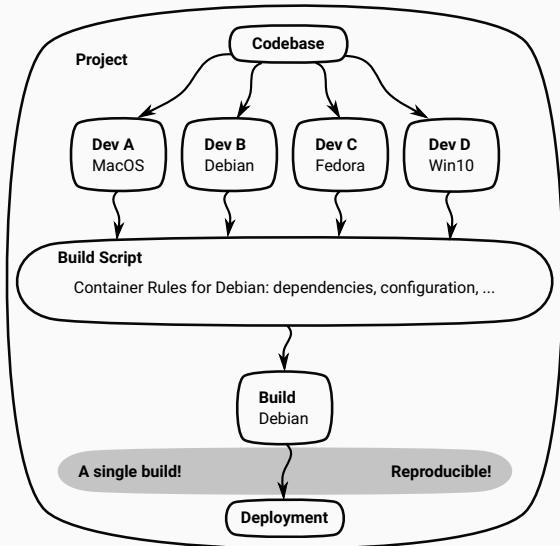 Codebase
Project
Dev A
MacOS
Dev B
Debian
Dev C
Fedora
Dev D
Win10
Build Script
Container Rules for Debian: dependencies, configuration, ...
Build
Debian
A single build!
Reproducible!
Deployment